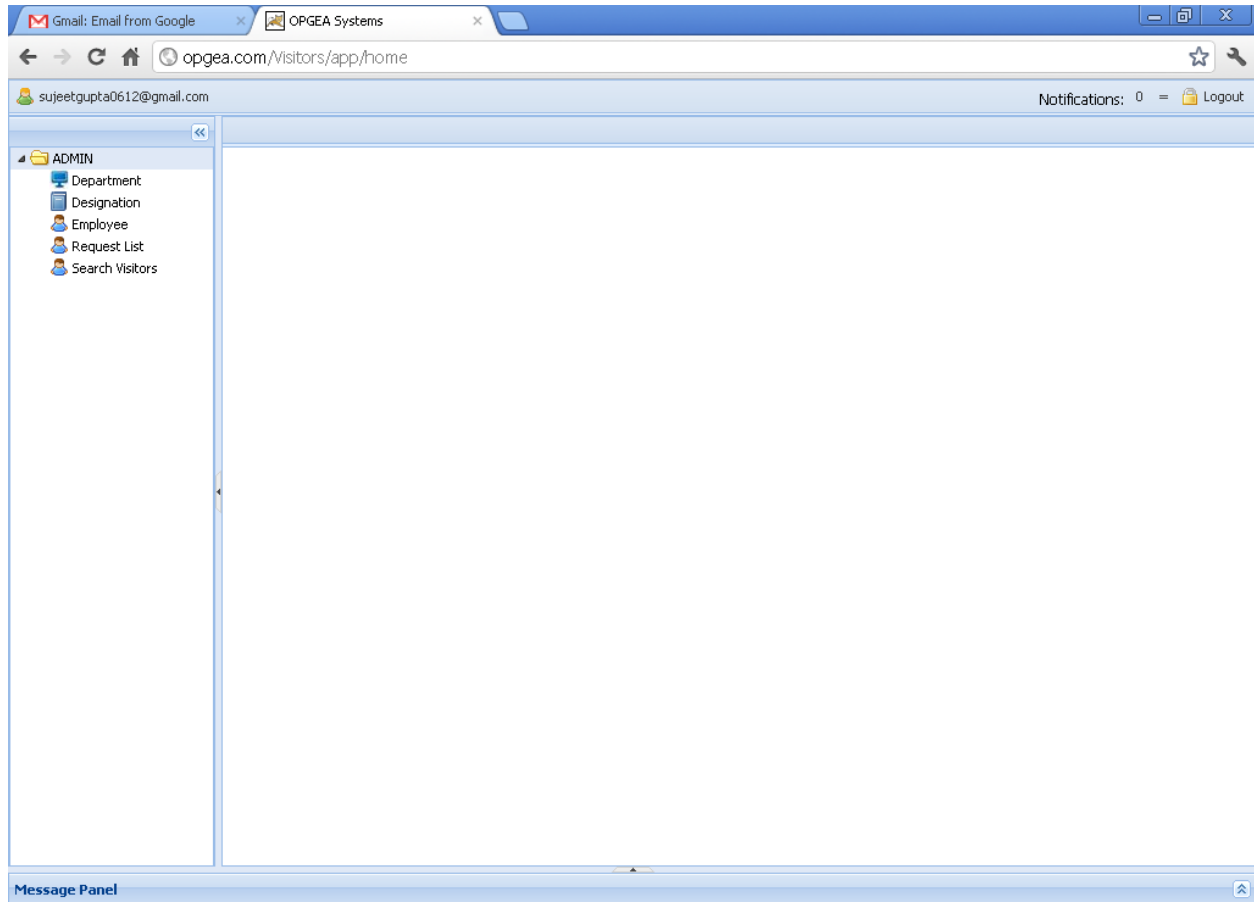 Gmail: Email from Google
OPGEA Systems
opgea.com/Visitors/app/home
sujeetgupta0612@gmail.com
Notifications: 0 = Logout
ADMIN
Department
Designation
Employee
Request List
Search Visitors
Message Panel